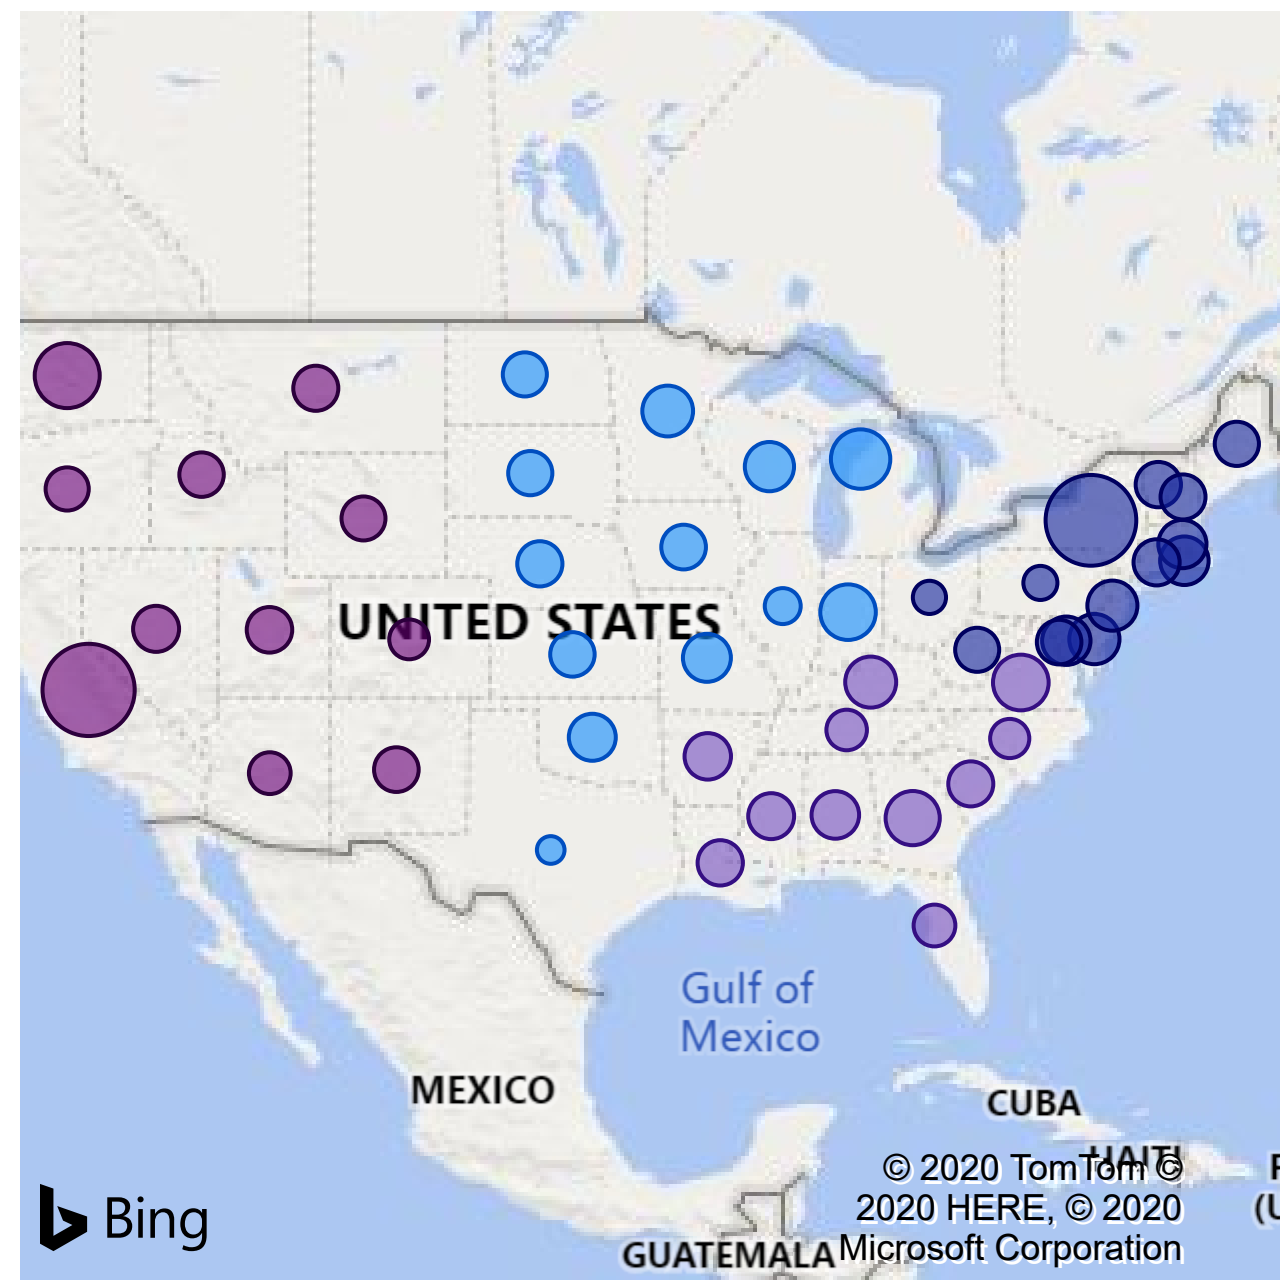 UNITED STATES
Gulf of
Mexico
MEXICO
CUBA
HAITI
© 2020 TomTom ©
2020 HERE, © 2020
Microsoft Corporation
Bing
GUATEMALA